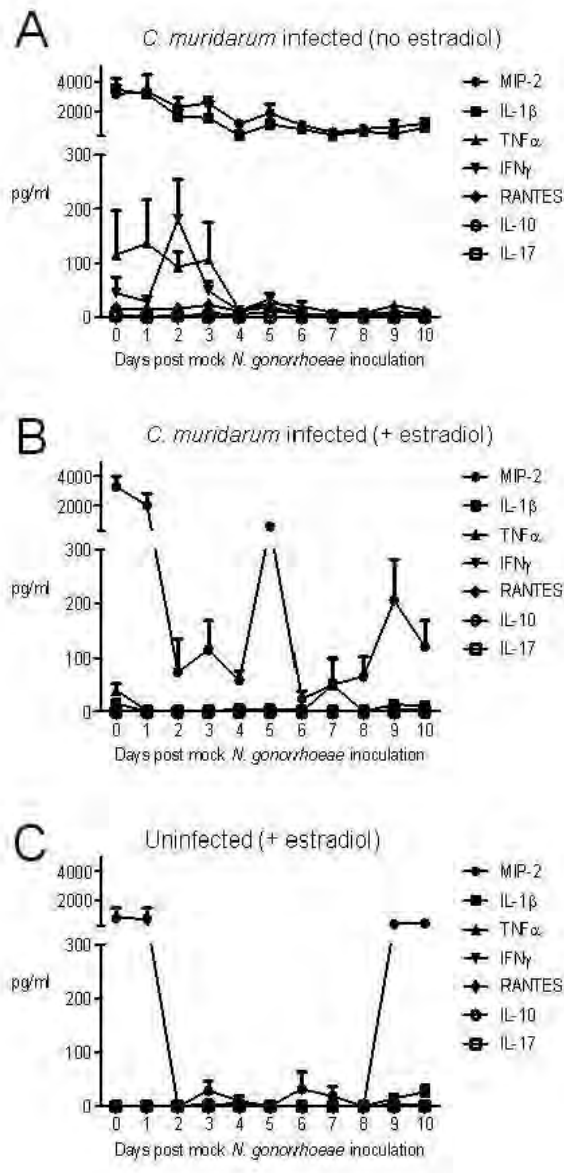 A
C. muridarum infected (no estradiol)
4000
2000
300
200
100
0
pg/ml
0 1 2 3 4 5 6 7 8 9 10
Days post mock N. gonorrhoeae inoculation
MIP-2
IL-1β
TNFα
IFNγ
RANTES
IL-10
IL-17
B
C. muridarum infected (+ estradiol)
4000
2000
300
200
100
0
pg/ml
0 1 2 3 4 5 6 7 8 9 10
Days post mock N. gonorrhoeae inoculation
MIP-2
IL-1β
TNFα
IFNγ
RANTES
IL-10
IL-17
C
Uninfected (+ estradiol)
4000
2000
300
200
100
0
pg/ml
0 1 2 3 4 5 6 7 8 9 10
Days post mock N. gonorrhoeae inoculation
MIP-2
IL-1β
TNFα
IFNγ
RANTES
IL-10
IL-17